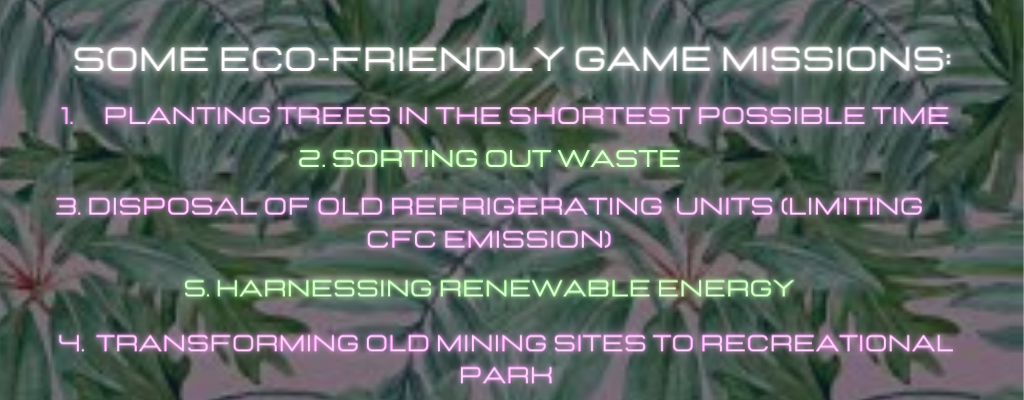 SOME ECO-FRIENDLY GAME MISSIONS:
1. PLANTING TREES IN THE SHORTEST POSSIBLE TIME
2. SORTING OUT WASTE
3. DISPOSAL OF OLD REFRIGERATING UNITS (LIMITING
CFC EMISSION)
5. HARNESSING RENEWABLE ENERGY
4. TRANSFORMING OLD MINING SITES TO RECREATIONAL
PARK